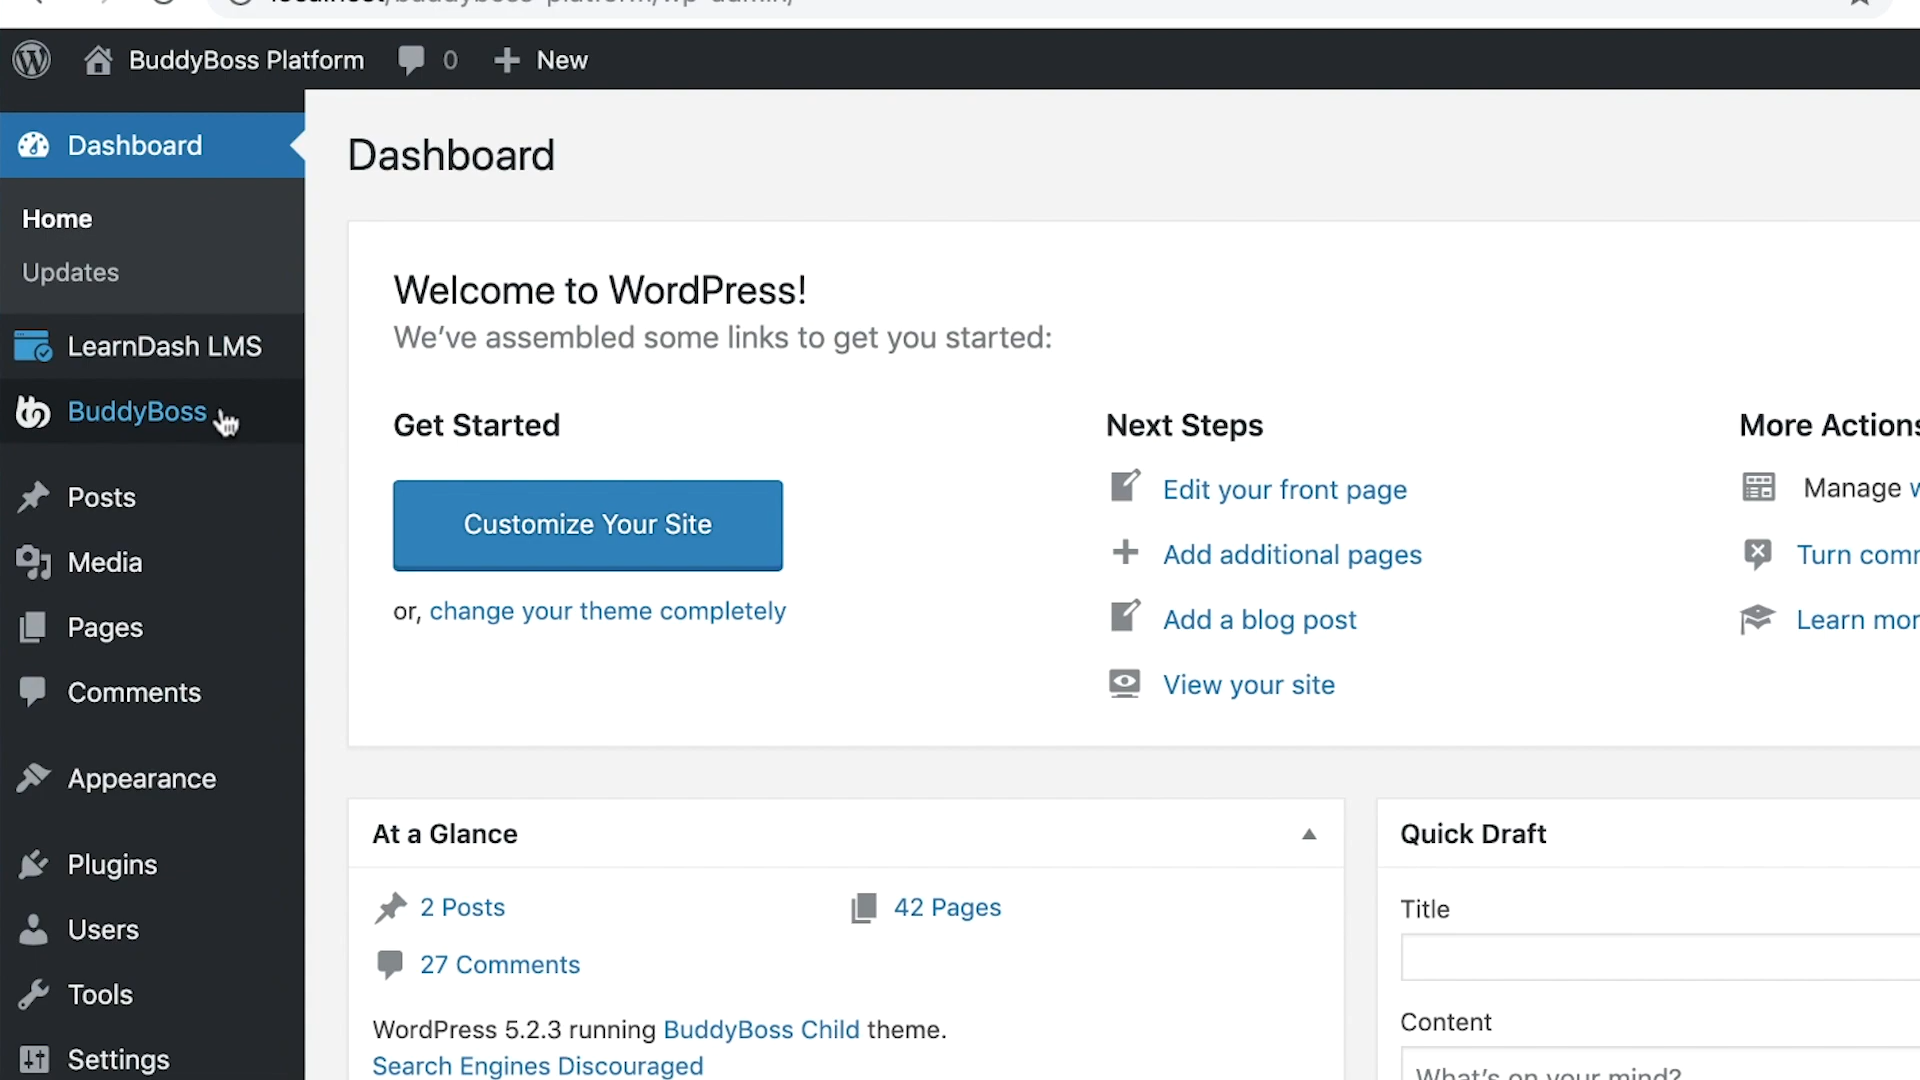 BuddyBoss Platform 0 New
Dashboard
Home
Updates
LearnDash LMS
BuddyBoss
Posts
Media
Pages
Comments
Appearance
Plugins
Users
Tools
Settings
Dashboard
Welcome to WordPress!
We've assembled some links to get you started:
Get Started
Customize Your Site
or, change your theme completely
Next Steps
Edit your front page
Add additional pages
Add a blog post
View your site
More Actions
Manage
Turn
Learn
At a Glance
2 Posts
42 Pages
27 Comments
WordPress 5.2.3 running BuddyBoss Child theme.
Search Engines Discouraged
Quick Draft
Title
Content
What's on your mind?